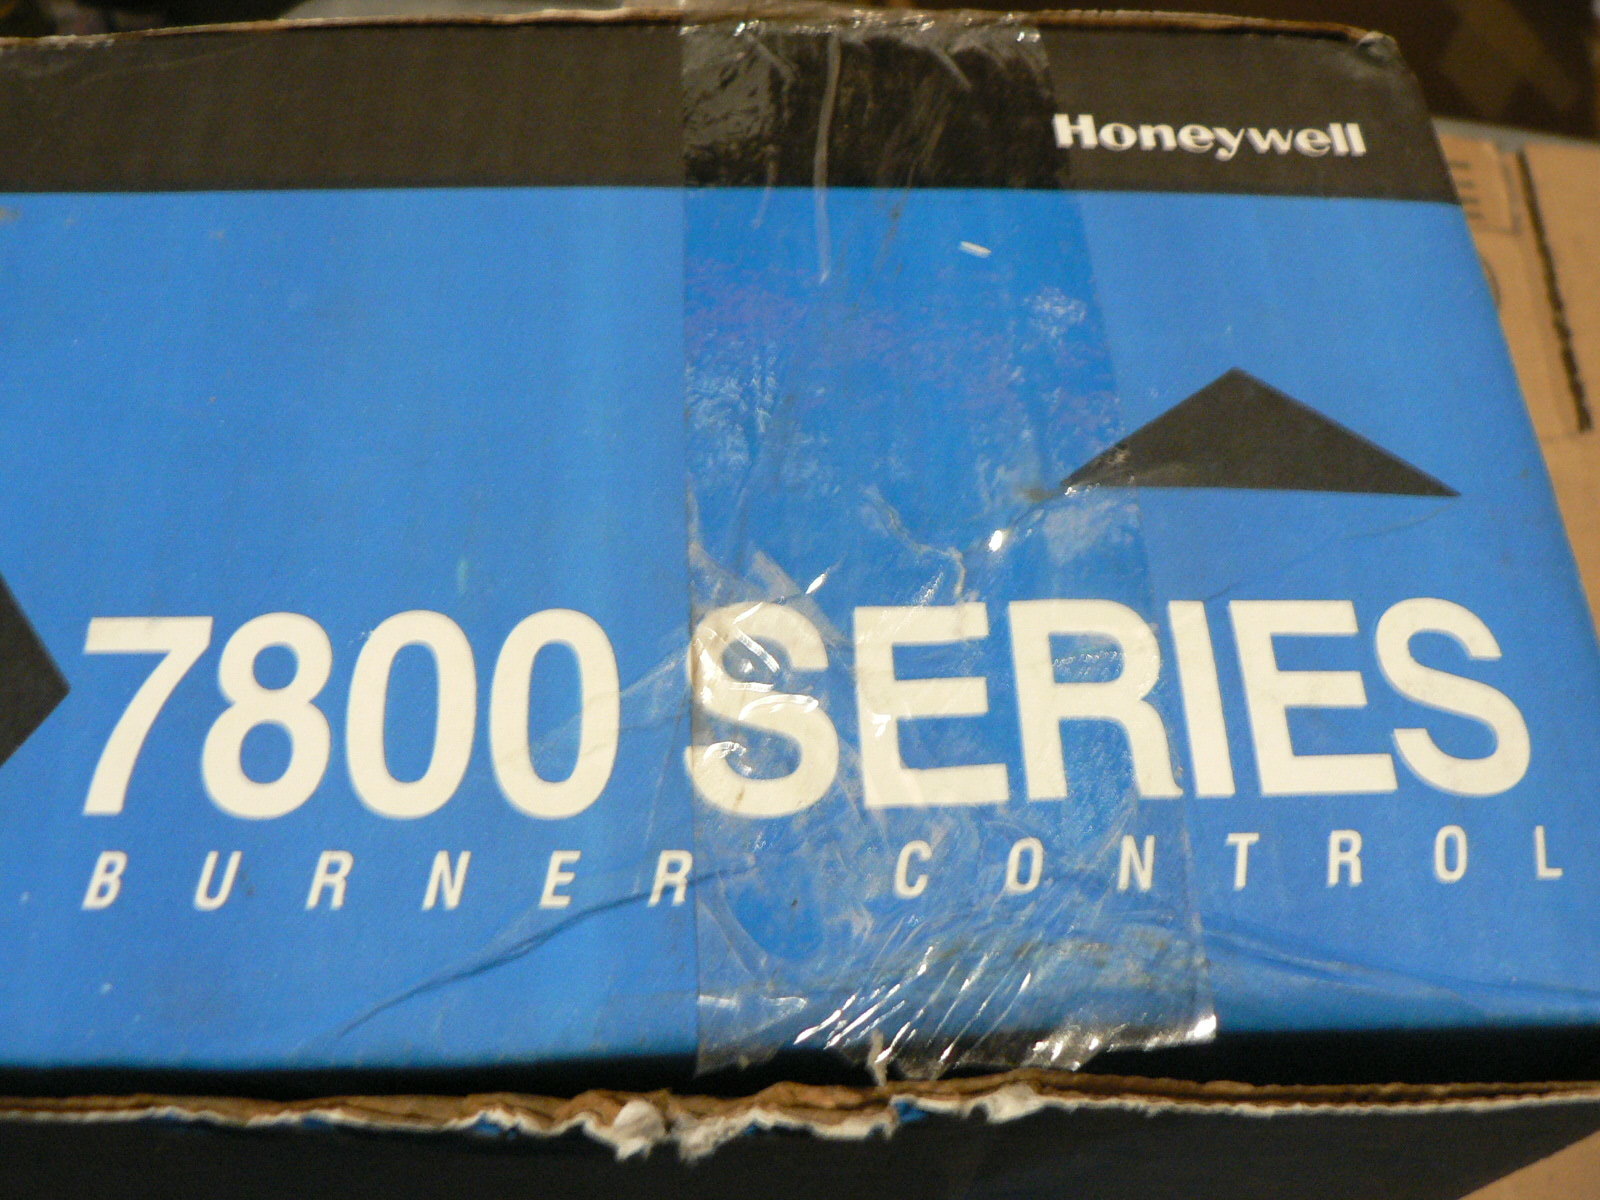 Honeywell
7800 SERIES
BURNER CONTROL